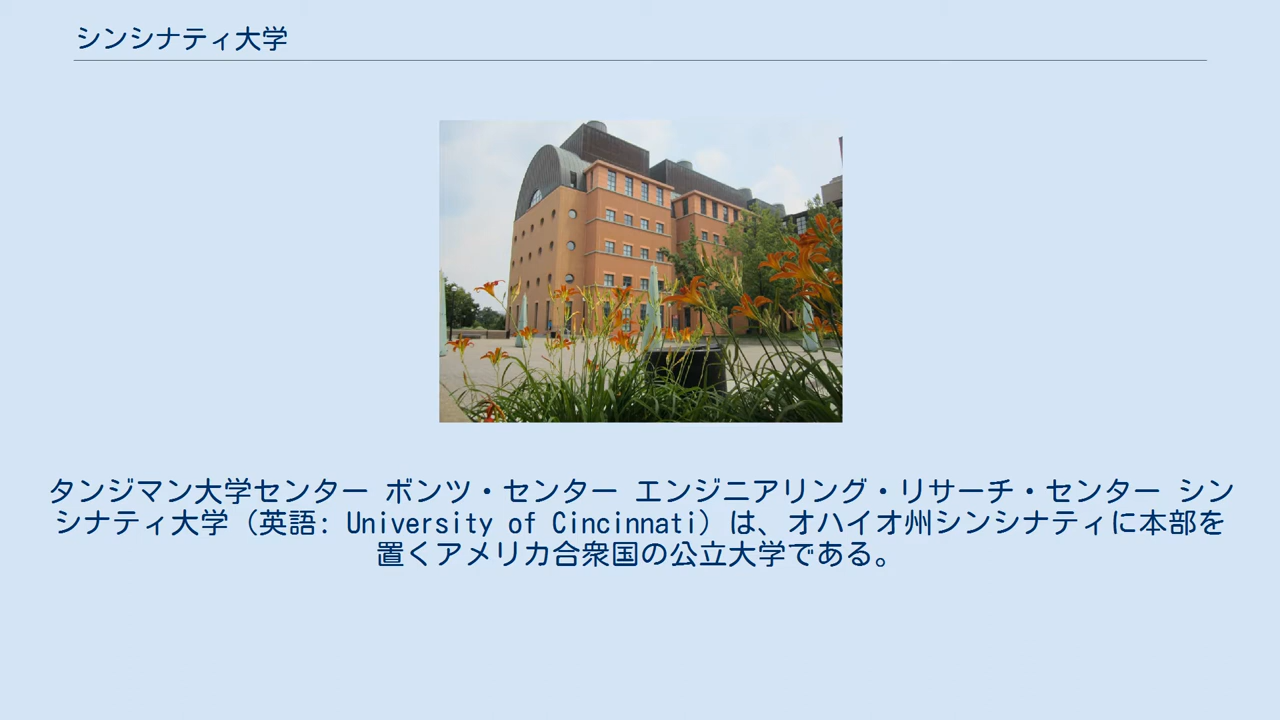 シンシナティ大学
タンジマン大学センター ボンツ・センター エンジニアリング・リサーチ・センター シン
シナティ大学（英語: University of Cincinnati）は、オハイオ州シンシナティに本部を
置くアメリカ合衆国の公立大学である。